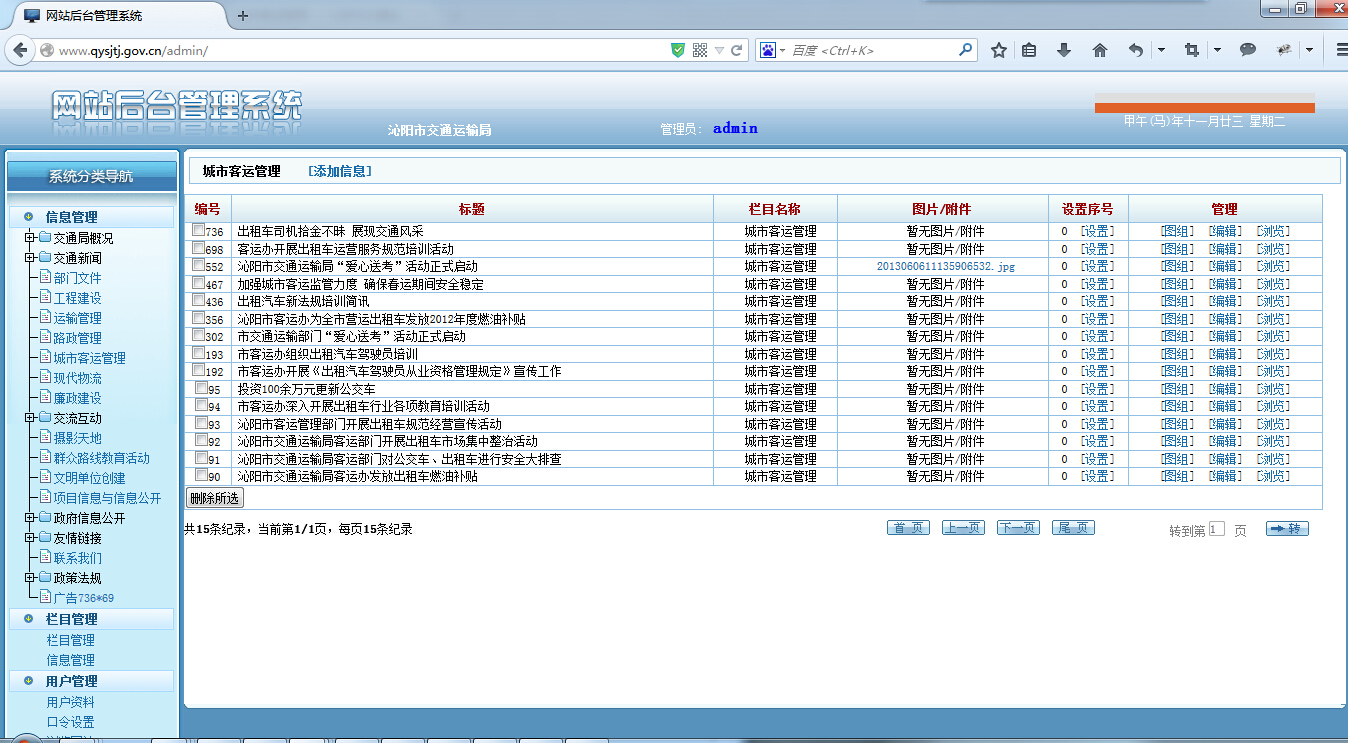 网站后台管理系统
www.qysjtj.gov.cn/admin/
百度 <Ctrl+K>
网站后台管理系统
沁阳市交通运输局 管理员: admin
甲午(马)年十一月廿三 星期二
系统分类导航
信息管理
交通局概况
交通新闻
部门文件
工程建设
运输管理
路政管理
城市客运管理
现代物流
廉政建设
交流互动
摄影天地
群众路线教育活动
文明单位创建
项目信息与信息公开
政府信息公开
友情链接
联系我们
政策法规
广告736*69
栏目管理
栏目管理
信息管理
用户管理
用户资料
口令设置
城市客运管理 [添加信息]
编号 标题 栏目名称 图片/附件 设置序号 管理
736 出租车司机拾金不昧 展现交通风采 城市客运管理 暂无图片/附件 0 [设置] [图组] [编辑] [浏览]
698 客运办开展出租车运营服务规范培训活动 城市客运管理 暂无图片/附件 0 [设置] [图组] [编辑] [浏览]
552 沁阳市交通运输局“爱心送考”活动正式启动 城市客运管理 2013060611135906532.jpg 0 [设置] [图组] [编辑] [浏览]
467 加强城市客运监管力度 确保春运期间安全稳定 城市客运管理 暂无图片/附件 0 [设置] [图组] [编辑] [浏览]
436 出租汽车新法规培训简讯 城市客运管理 暂无图片/附件 0 [设置] [图组] [编辑] [浏览]
356 沁阳市客运办为全市营运出租车发放2012年度燃油补贴 城市客运管理 暂无图片/附件 0 [设置] [图组] [编辑] [浏览]
302 市交通运输部门“爱心送考”活动正式启动 城市客运管理 暂无图片/附件 0 [设置] [图组] [编辑] [浏览]
193 市客运办组织出租汽车驾驶员培训 城市客运管理 暂无图片/附件 0 [设置] [图组] [编辑] [浏览]
192 市客运办开展《出租汽车驾驶员从业资格管理规定》宣传工作 城市客运管理 暂无图片/附件 0 [设置] [图组] [编辑] [浏览]
95 投资100余万元更新公交车 城市客运管理 暂无图片/附件 0 [设置] [图组] [编辑] [浏览]
94 市客运办深入开展出租车行业各项教育培训活动 城市客运管理 暂无图片/附件 0 [设置] [图组] [编辑] [浏览]
93 沁阳市客运管理部门开展出租车规范经营宣传活动 城市客运管理 暂无图片/附件 0 [设置] [图组] [编辑] [浏览]
92 沁阳市交通运输局客运部门开展出租车市场集中整治活动 城市客运管理 暂无图片/附件 0 [设置] [图组] [编辑] [浏览]
91 沁阳市交通运输局客运部门对公交车、出租车进行安全大排查 城市客运管理 暂无图片/附件 0 [设置] [图组] [编辑] [浏览]
90 沁阳市交通运输局客运办发放出租车燃油补贴 城市客运管理 暂无图片/附件 0 [设置] [图组] [编辑] [浏览]
删除所选
共15条纪录，当前第1/1页，每页15条纪录 首 页 上一页 下一页 尾 页 转到第 1 页 转